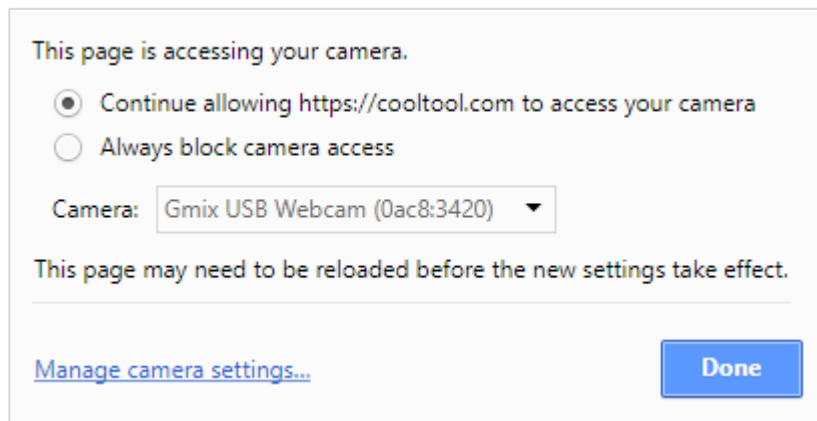 This page is accessing your camera.
Continue allowing https://cooltool.com to access your camera
Always block camera access
Camera: Gmix USB Webcam (0ac8:3420)
This page may need to be reloaded before the new settings take effect.
Manage camera settings...
Done